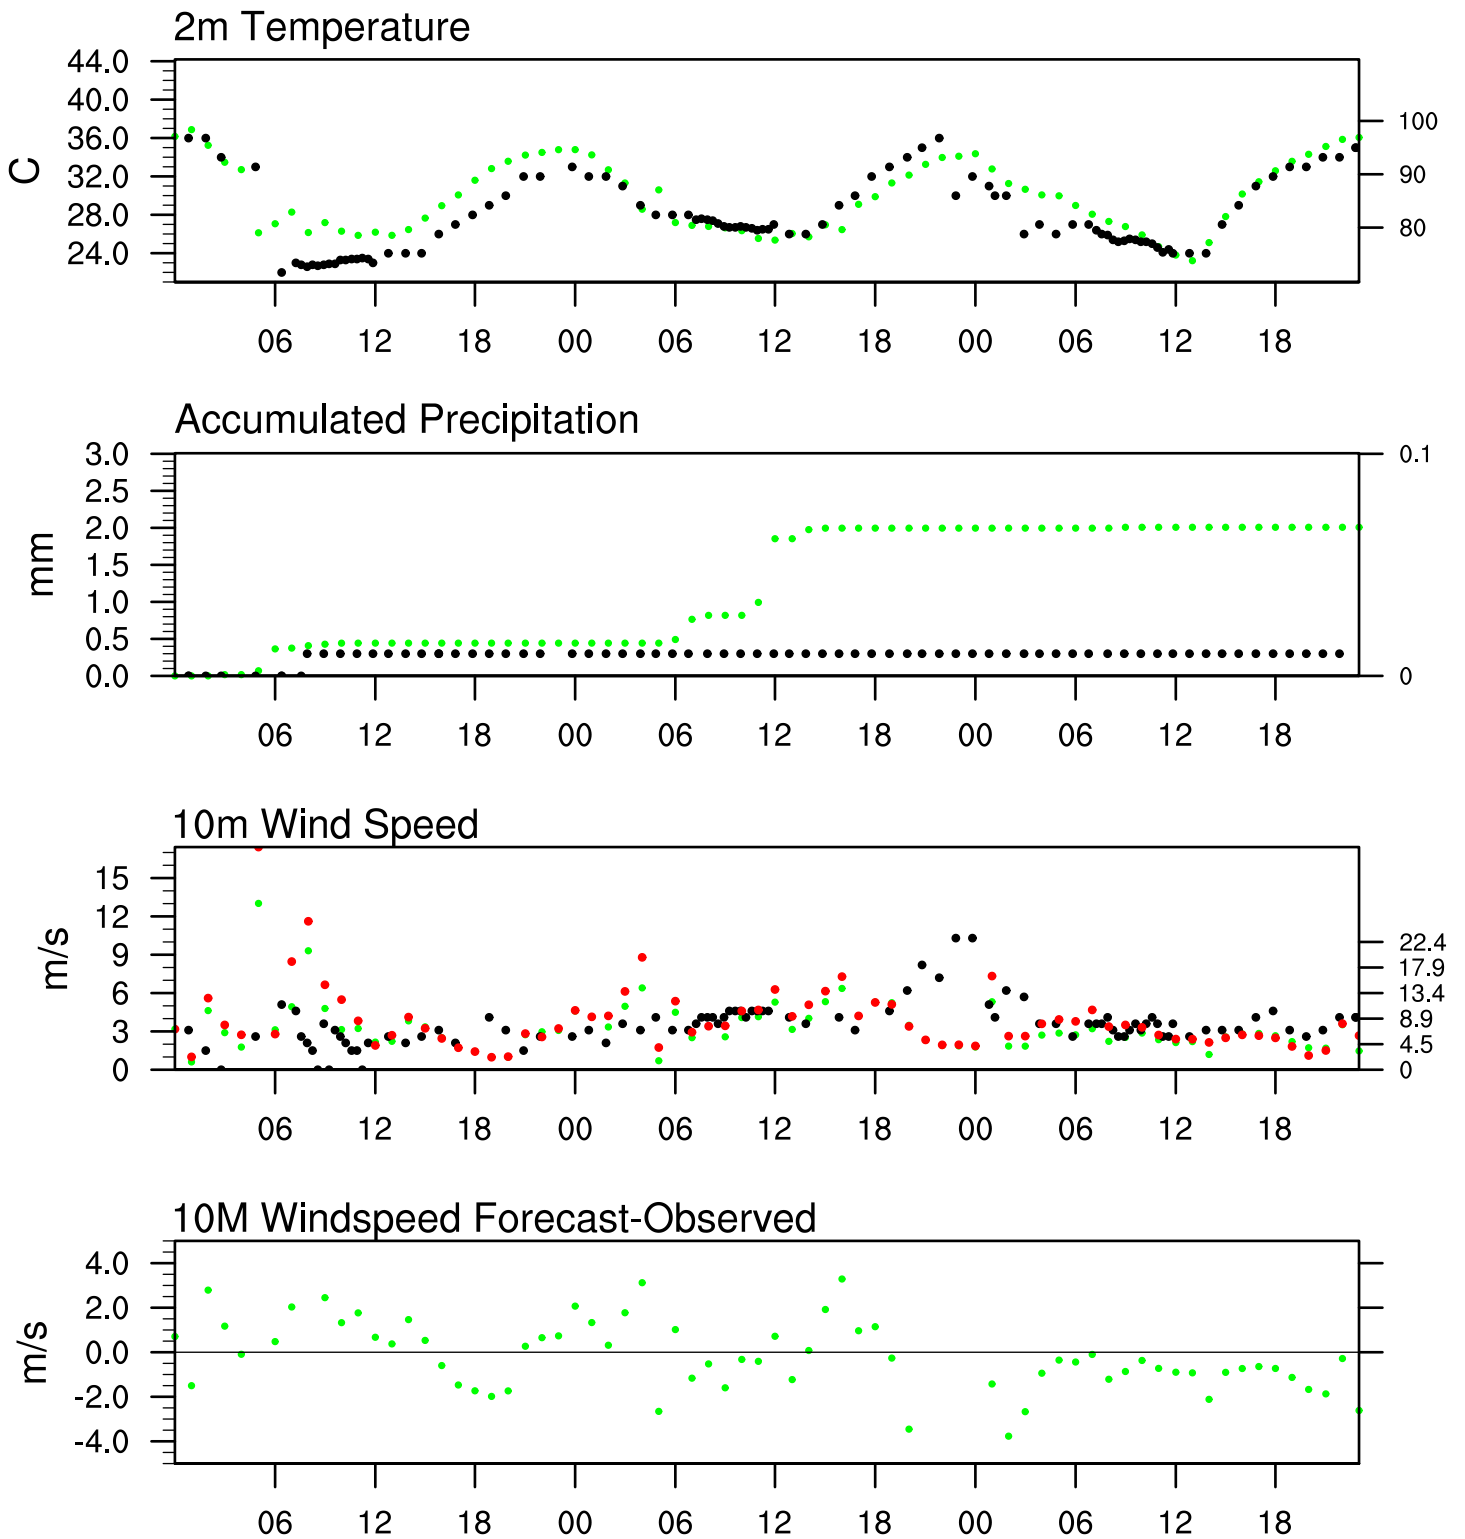 2m Temperature
44.0
40.0
36.0
32.0
28.0
24.0
C
100
90
80
06 12 18 00 06 12 18 00 06 12 18
Accumulated Precipitation
3.0
2.5
2.0
1.5
1.0
0.5
0.0
mm
0.1
0
06 12 18 00 06 12 18 00 06 12 18
10m Wind Speed
15
12
9
6
3
0
m/s
22.4
17.9
13.4
8.9
4.5
0
06 12 18 00 06 12 18 00 06 12 18
10M Windspeed Forecast-Observed
4.0
2.0
0.0
-2.0
-4.0
m/s
06 12 18 00 06 12 18 00 06 12 18